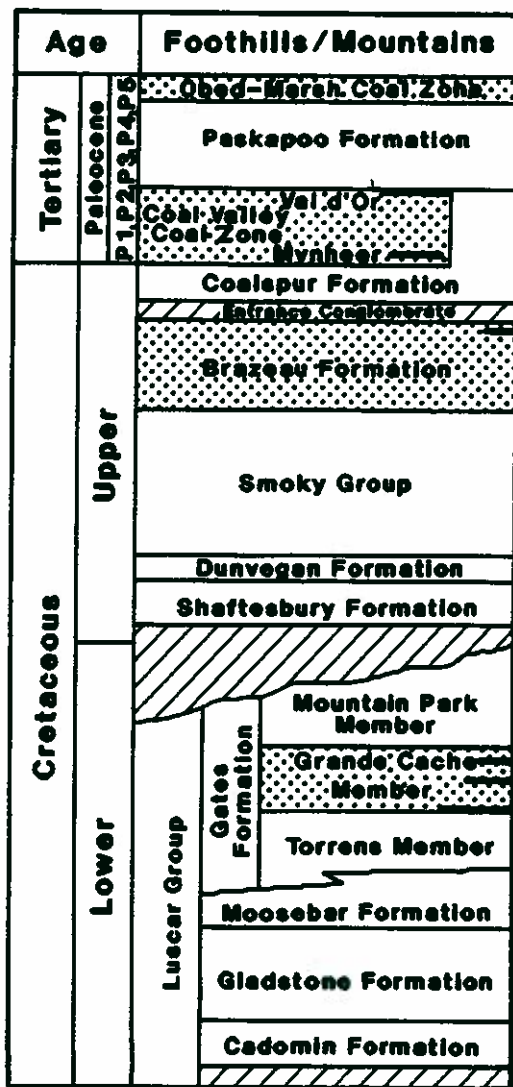 Age
Foothills/Mountains
Tertiary
Paleocene
P1, P2, P3, P4, P5
Obed-Marsh Coal Zone
Paskapoo Formation
Val d'Or
Coal Valley
Coal Zone
Mynheer
Cretaceous
Upper
Coalspur Formation
Entrance Conglomerate
Brazeau Formation
Smoky Group
Dunvegan Formation
Shaftesbury Formation
Lower
Luscar Group
Gates
Formation
Mountain Park
Member
Grande Cache
Member
Torrens Member
Moosebar Formation
Gladstone Formation
Cadomin Formation